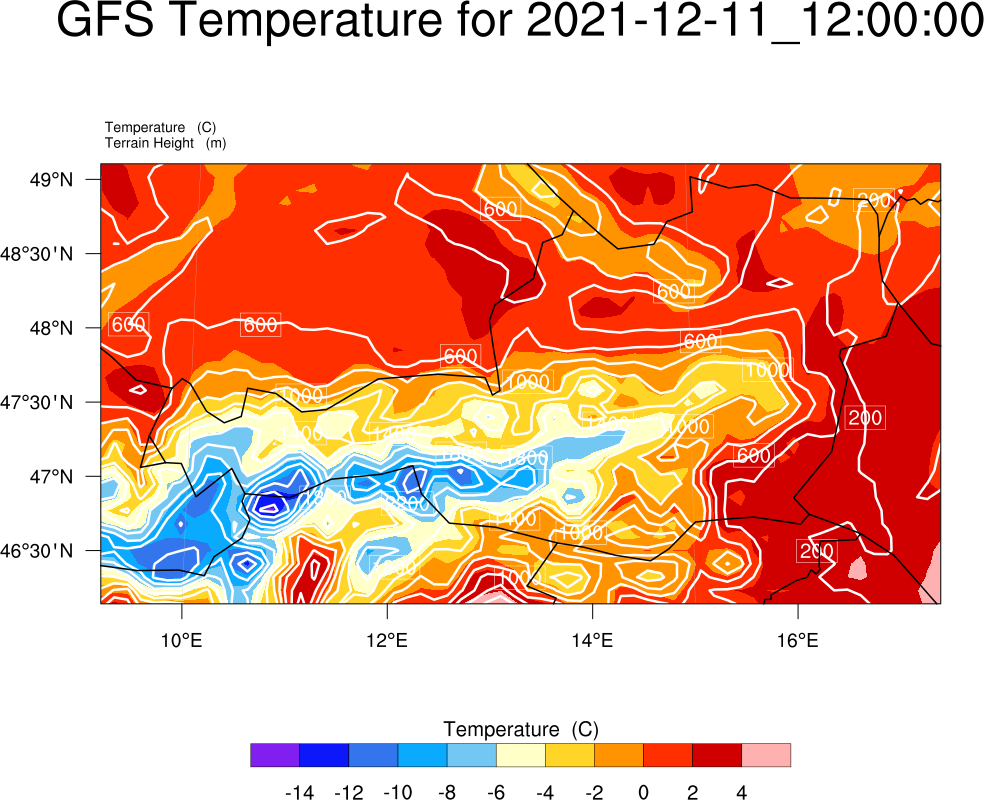 GFS Temperature for 2021-12-11_12:00:00
Temperature (C)
Terrain Height (m)
49°N
48°30'N
48°N
47°30'N
47°N
46°30'N
10°E
12°E
14°E
16°E
600
200
600
600
600
600
600
1000
1000
1000
200
1000
600
1400
200
1000
Temperature (C)
-14 -12 -10 -8 -6 -4 -2 0 2 4